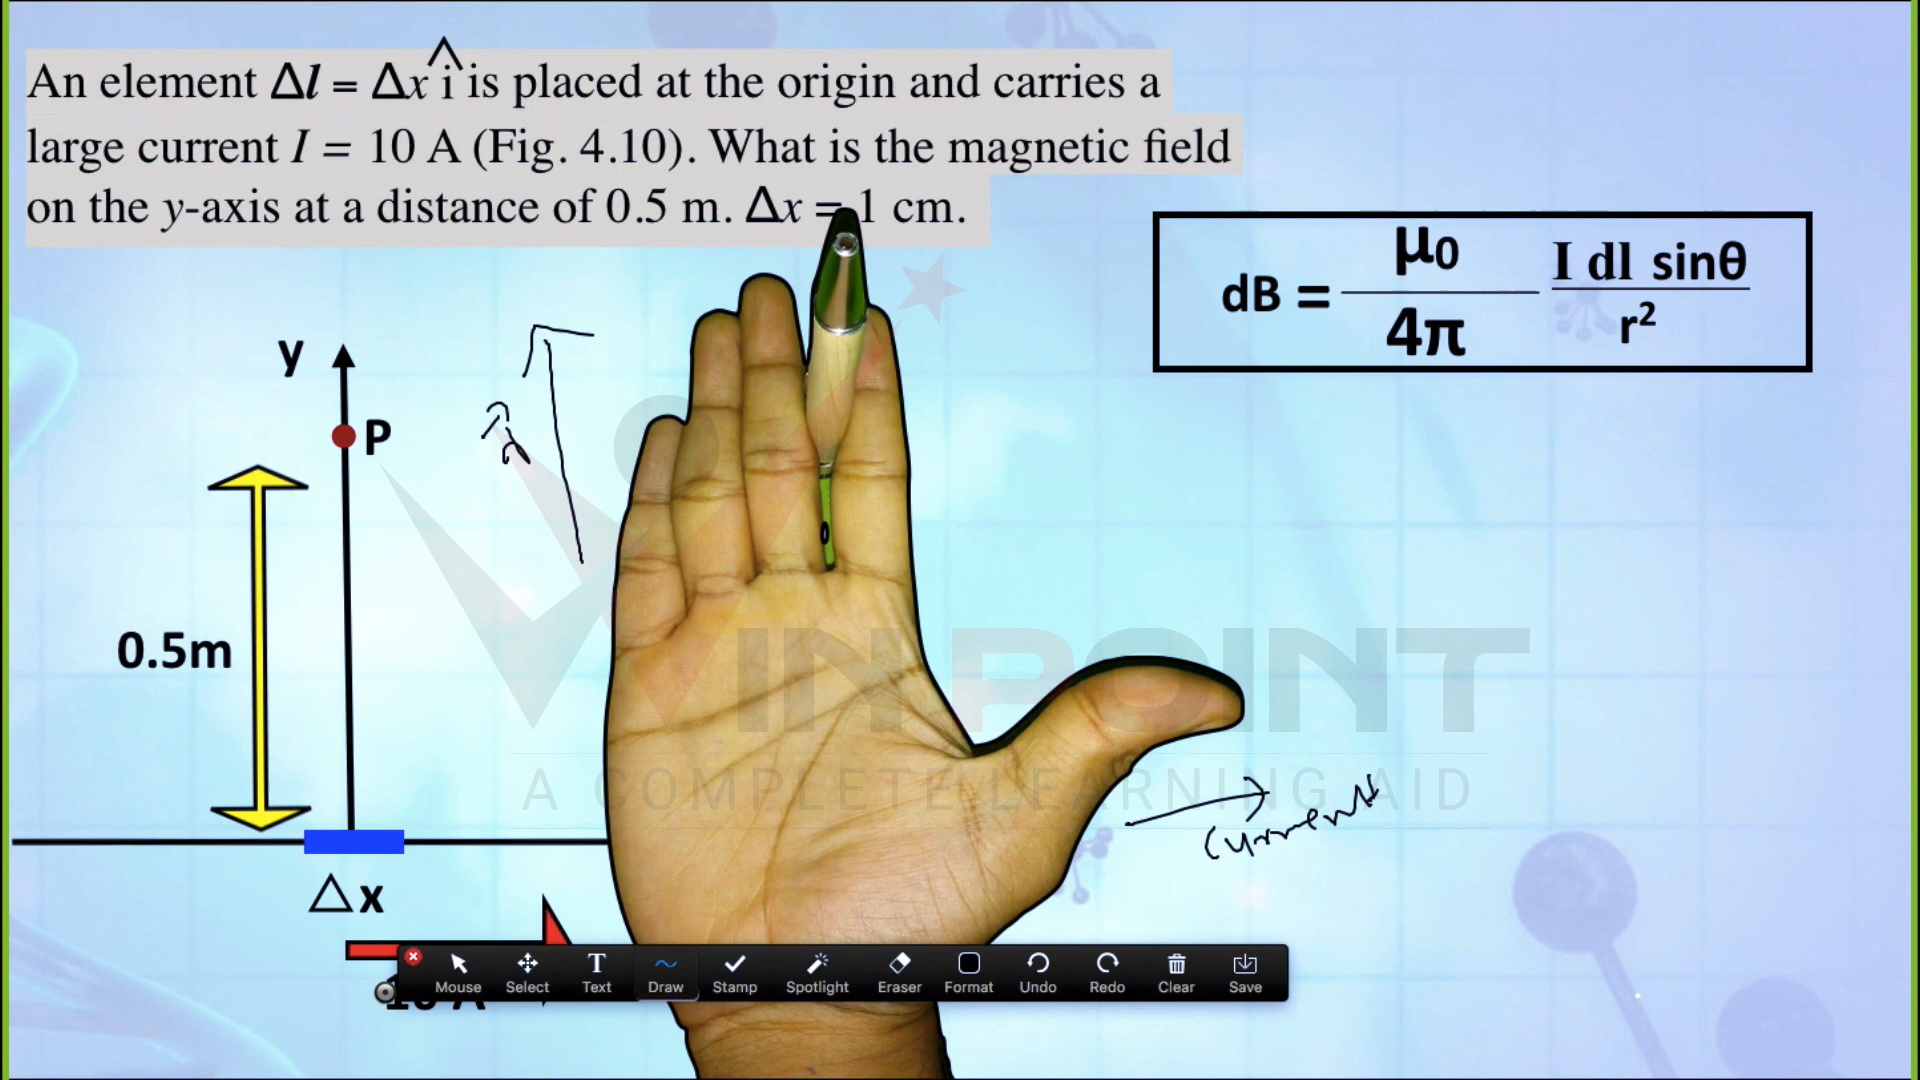 An element Δl = Δx î is placed at the origin and carries a
large current I = 10 A (Fig. 4.10). What is the magnetic field
on the y-axis at a distance of 0.5 m. Δx = 1 cm.
dB = μ₀/4π I dl sinθ/r²
y
P
0.5m
WINPOINT
A COMPLETE LEARNING AID
Current
△x
10 A
Mouse Select Text Draw Stamp Spotlight Eraser Format Undo Redo Clear Save